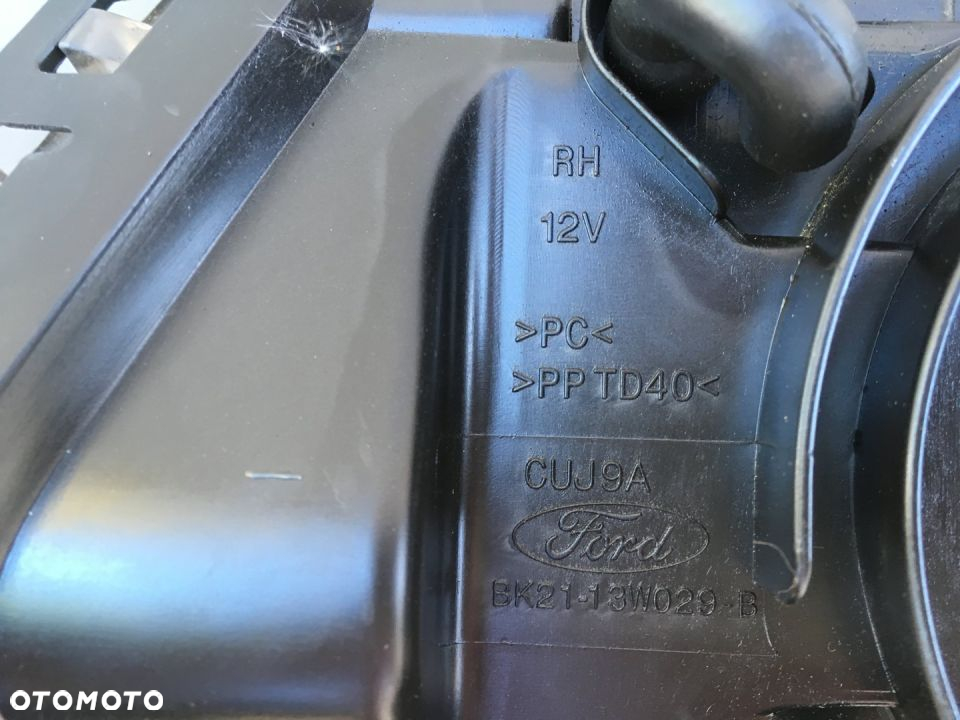 RH
12V
>PC<
>PP TD40<
CUJ9A
Ford
BK21-13W029-B
OTOMOTO